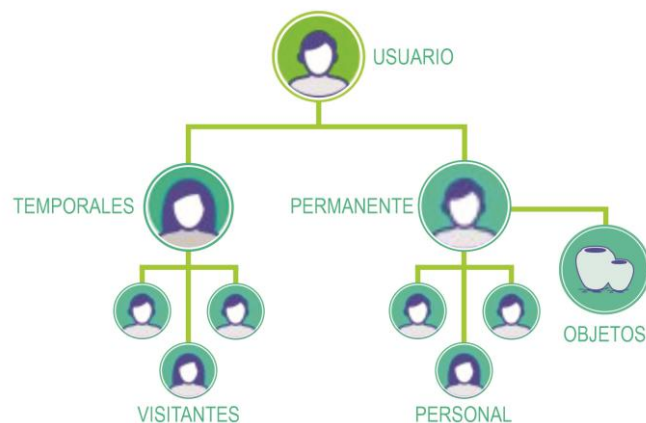 USUARIO
TEMPORALES
PERMANENTE
OBJETOS
VISITANTES
PERSONAL